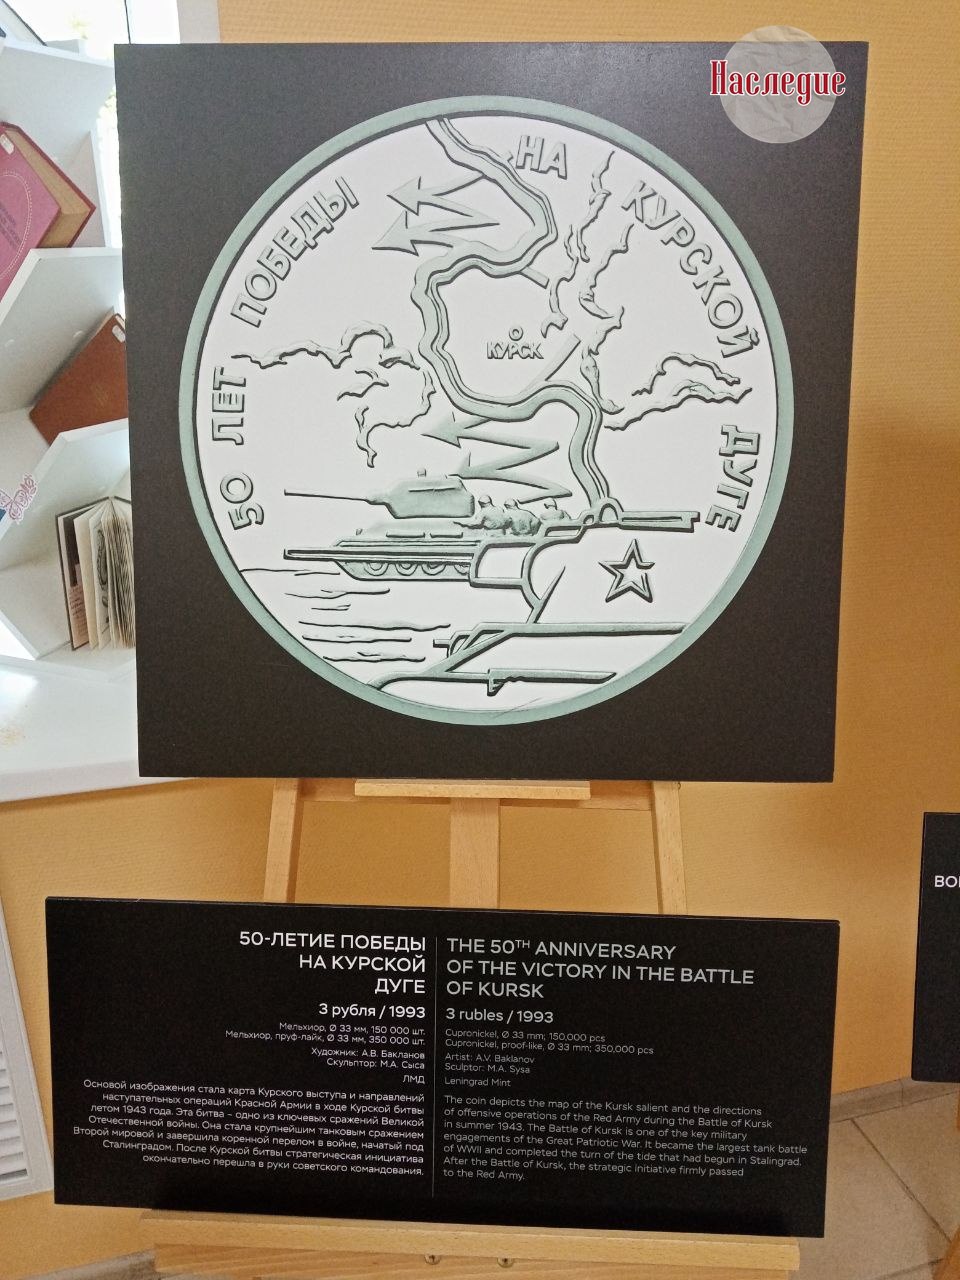 Наследие
50 ЛЕТ ПОБЕДЫ НА КУРСКОЙ ДУГЕ
КУРСК
50-ЛЕТИЕ ПОБЕДЫ
НА КУРСКОЙ
ДУГЕ
3 рубля / 1993
Мельхиор, Ø 33 мм, 150 000 шт.
Мельхиор, пруф-лайк, Ø 33 мм, 350 000 шт.
Художник: А.В. Бакланов
Скульптор: М.А. Сыса
ЛМД
Основой изображения стала карта Курского выступа и направлений
наступательных операций Красной Армии в ходе Курской битвы
летом 1943 года. Эта битва – одно из ключевых сражений Великой
Отечественной войны. Она стала крупнейшим танковым сражением
Второй мировой и завершила коренной перелом в войне, начатый под
Сталинградом. После Курской битвы стратегическая инициатива
окончательно перешла в руки советского командования.
THE 50TH ANNIVERSARY
OF THE VICTORY IN THE BATTLE
OF KURSK
3 rubles / 1993
Cupronickel, Ø 33 mm; 150,000 pcs
Cupronickel, proof-like, Ø 33 mm; 350,000 pcs
Artist: A.V. Baklanov
Sculptor: M.A. Sysa
Leningrad Mint
The coin depicts the map of the Kursk salient and the directions
of offensive operations of the Red Army during the Battle of Kursk
in summer 1943. The Battle of Kursk is one of the key military
engagements of the Great Patriotic War. It became the largest tank battle
of WWII and completed the turn of the tide that had begun in Stalingrad.
After the Battle of Kursk, the strategic initiative firmly passed
to the Red Army.